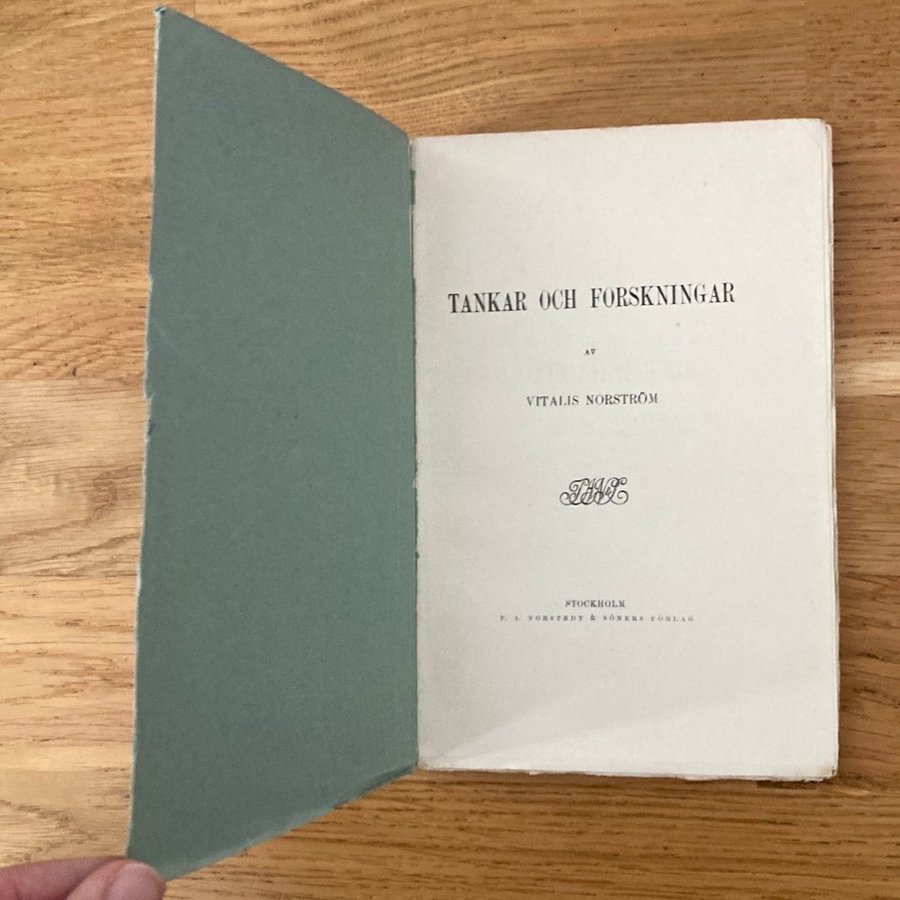 TANKAR OCH FORSKNINGAR
AV
VITALIS NORSTRÖM
STOCKHOLM
P. A. NORSTEDT & SÖNERS FÖRLAG